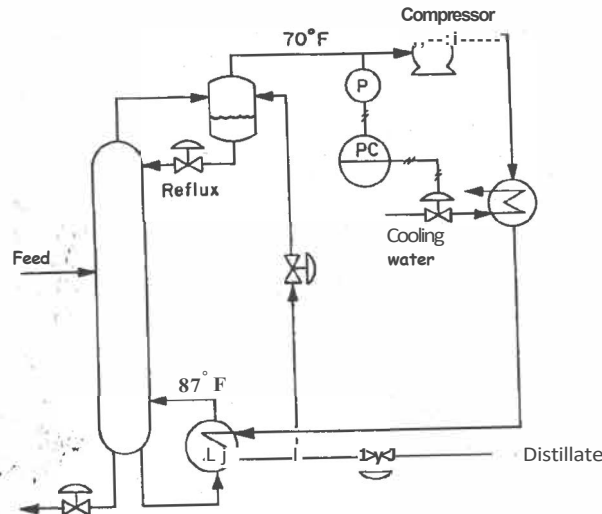 Compressor
70°F
P
PC
Reflux
Cooling
water
Feed
87°F
Distillate